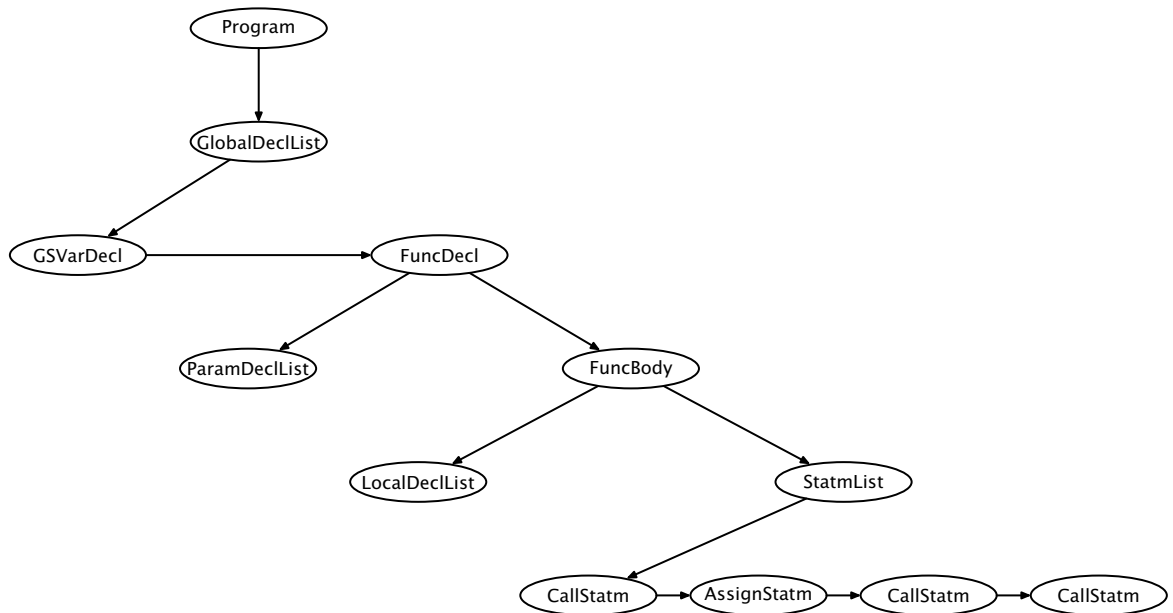 Program
GlobalDeclList
GSVarDecl
FuncDecl
ParamDeclList
FuncBody
LocalDeclList
StatmList
CallStatm
AssignStatm
CallStatm
CallStatm